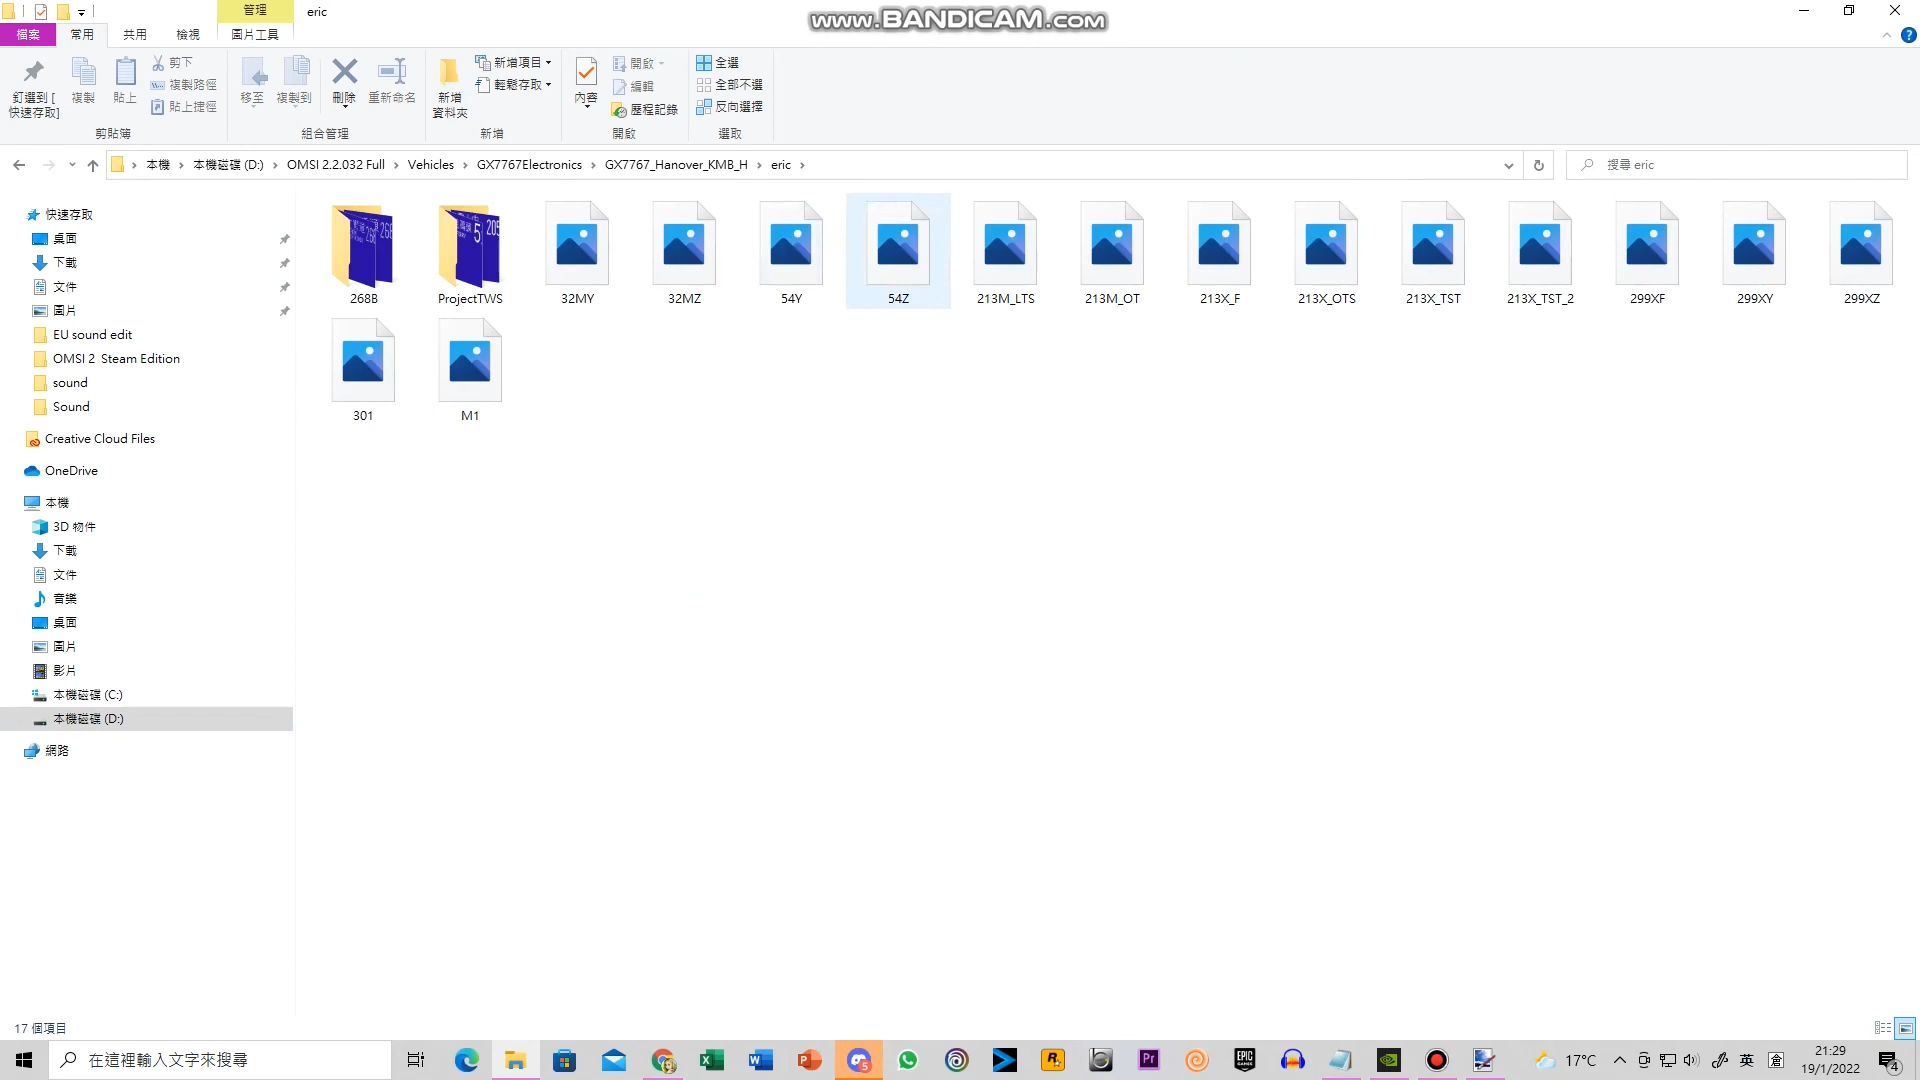 管理
eric
www.BANDICAM.com
檔案
常用
共用
檢視
圖片工具
釘選到 [快速存取]
複製
貼上
剪下
複製路徑
貼上捷徑
剪貼簿
移至
複製到
刪除
重新命名
組合管理
新增資料夾
新增項目
輕鬆存取
新增
內容
開啟
編輯
歷程記錄
開啟
全選
全部不選
反向選擇
選取
本機 › 本機磁碟 (D:) › OMSI 2.2.032 Full › Vehicles › GX7767Electronics › GX7767_Hanover_KMB_H › eric ›
搜尋 eric
快速存取
桌面
下載
文件
圖片
EU sound edit
OMSI 2 Steam Edition
sound
Sound
Creative Cloud Files
OneDrive
本機
3D 物件
下載
文件
音樂
桌面
圖片
影片
本機磁碟 (C:)
本機磁碟 (D:)
網路
268B
ProjectTWS
32MY
32MZ
54Y
54Z
213M_LTS
213M_OT
213X_F
213X_OTS
213X_TST
213X_TST_2
299XF
299XY
299XZ
301
M1
17 個項目
在這裡輸入文字來搜尋
17°C
英
倉
21:29
19/1/2022
4